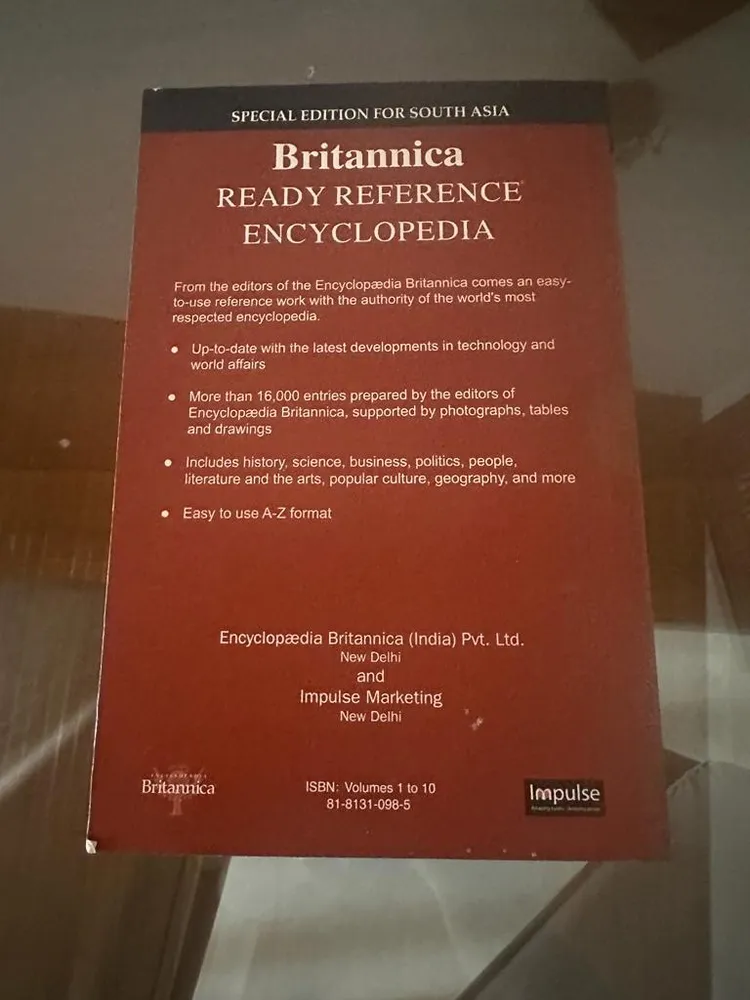 SPECIAL EDITION FOR SOUTH ASIA
Britannica
READY REFERENCE
ENCYCLOPEDIA
From the editors of the Encyclopædia Britannica comes an easy-
to-use reference work with the authority of the world's most
respected encyclopedia.
• Up-to-date with the latest developments in technology and
world affairs
• More than 16,000 entries prepared by the editors of
Encyclopædia Britannica, supported by photographs, tables
and drawings
• Includes history, science, business, politics, people,
literature and the arts, popular culture, geography, and more
• Easy to use A-Z format
Encyclopædia Britannica (India) Pvt. Ltd.
New Delhi
and
Impulse Marketing
New Delhi
ENCYCLOPÆDIA
Britannica
ISBN: Volumes 1 to 10
81-8131-098-5
Impulse